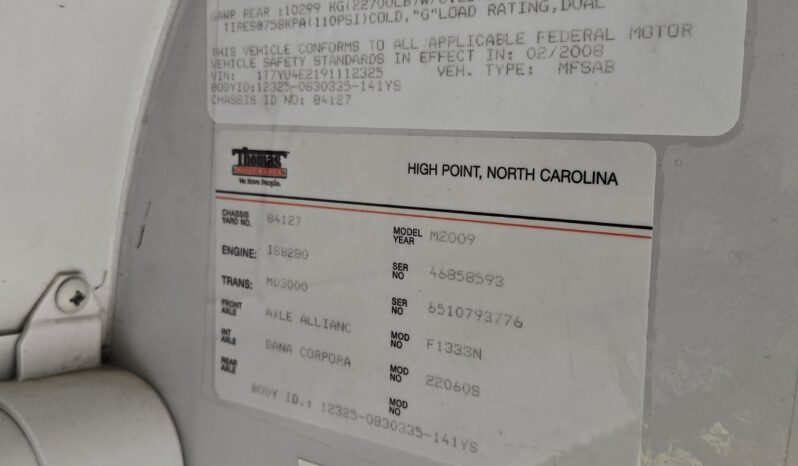 GAWR REAR :10299 KG(22700LB)
TIRES@758KPA(110PSI)COLD,"G"LOAD RATING,DUAL
THIS VEHICLE CONFORMS TO ALL APPLICABLE FEDERAL MOTOR
VEHICLE SAFETY STANDARDS IN EFFECT IN: 02/2008
VIN: 1T7YU4E2191112325 VEH. TYPE: MFSAB
BODYID:12325-0830335-141YS
CHASSIS ID NO: 84127
Thomas
We Have People.
HIGH POINT, NORTH CAROLINA
CHASSIS YARD NO. 84127 MODEL YEAR M2009
ENGINE: ISB280 SER NO 46858593
TRANS: MD3000 SER NO 6510793776
FRONT AXLE AXLE ALLIANC MOD NO F1333N
INT AXLE DANA CORPORA MOD NO 22060S
REAR AXLE MOD NO
BODY ID.: 12325-0830335-141YS